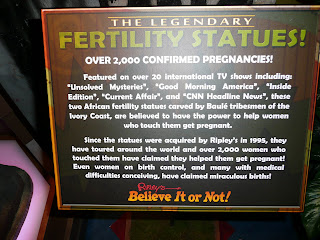 THE LEGENDARY
FERTILITY STATUES!
OVER 2,000 CONFIRMED PREGNANCIES!
Featured on over 20 international TV shows including:
"Unsolved Mysteries", "Good Morning America", "Inside
Edition", "Current Affair", and "CNN Headline News", these
two African fertility statues carved by Baulé tribesmen of the
Ivory Coast, are believed to have the power to help women
who touch them get pregnant.
Since the statues were acquired by Ripley's in 1993, they
have toured around the world and over 2,000 women who
touched them have claimed they helped them get pregnant!
Even women on birth control, and many with medical
difficulties conceiving, have claimed miraculous births!
Ripley's
Believe It or Not!